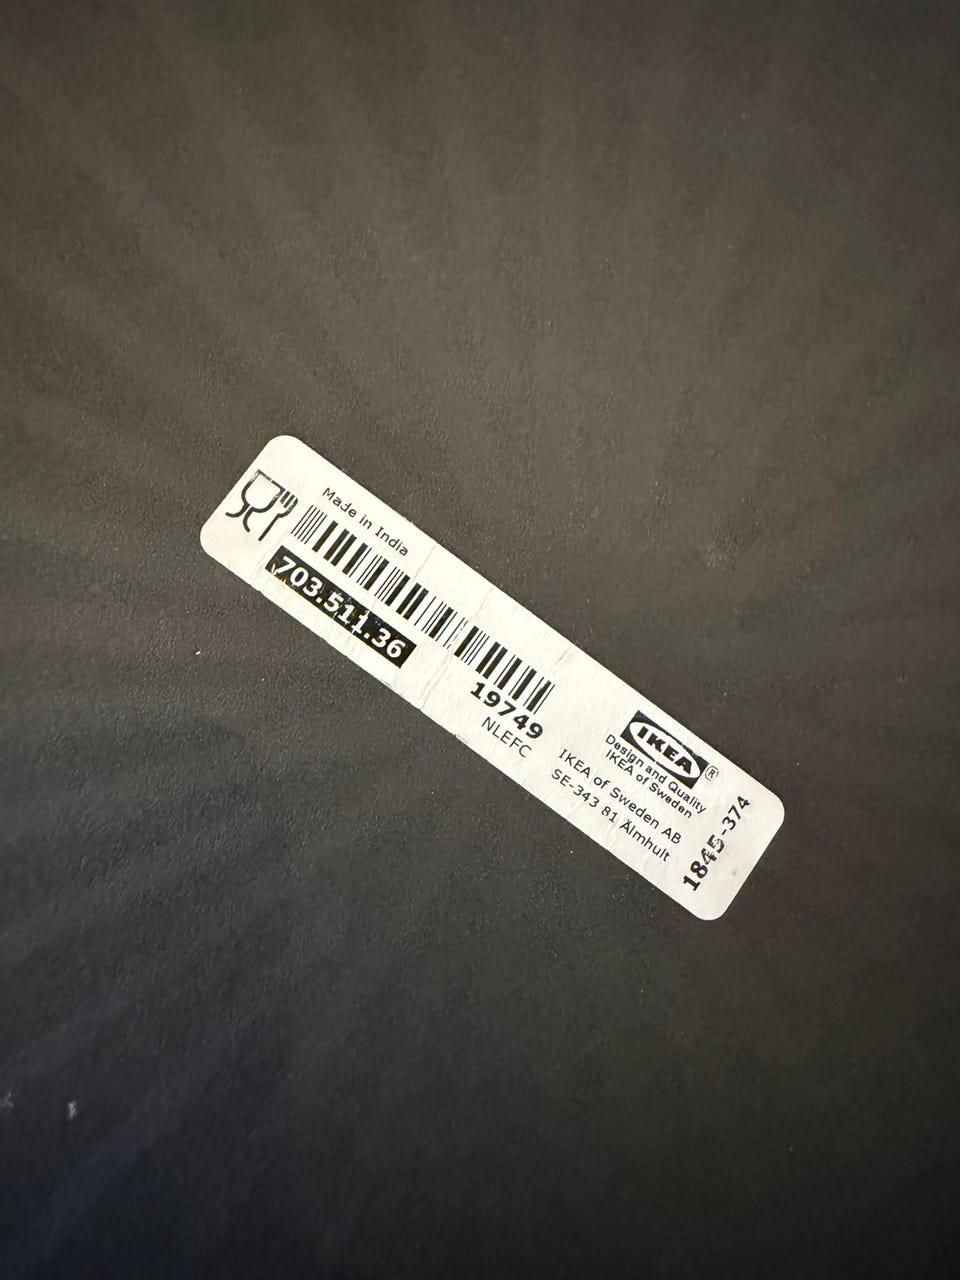 Made in India
703.511.36
19749
NLEFC
IKEA®
Design and Quality
IKEA of Sweden
IKEA of Sweden AB
SE-343 81 Älmhult
1845-374